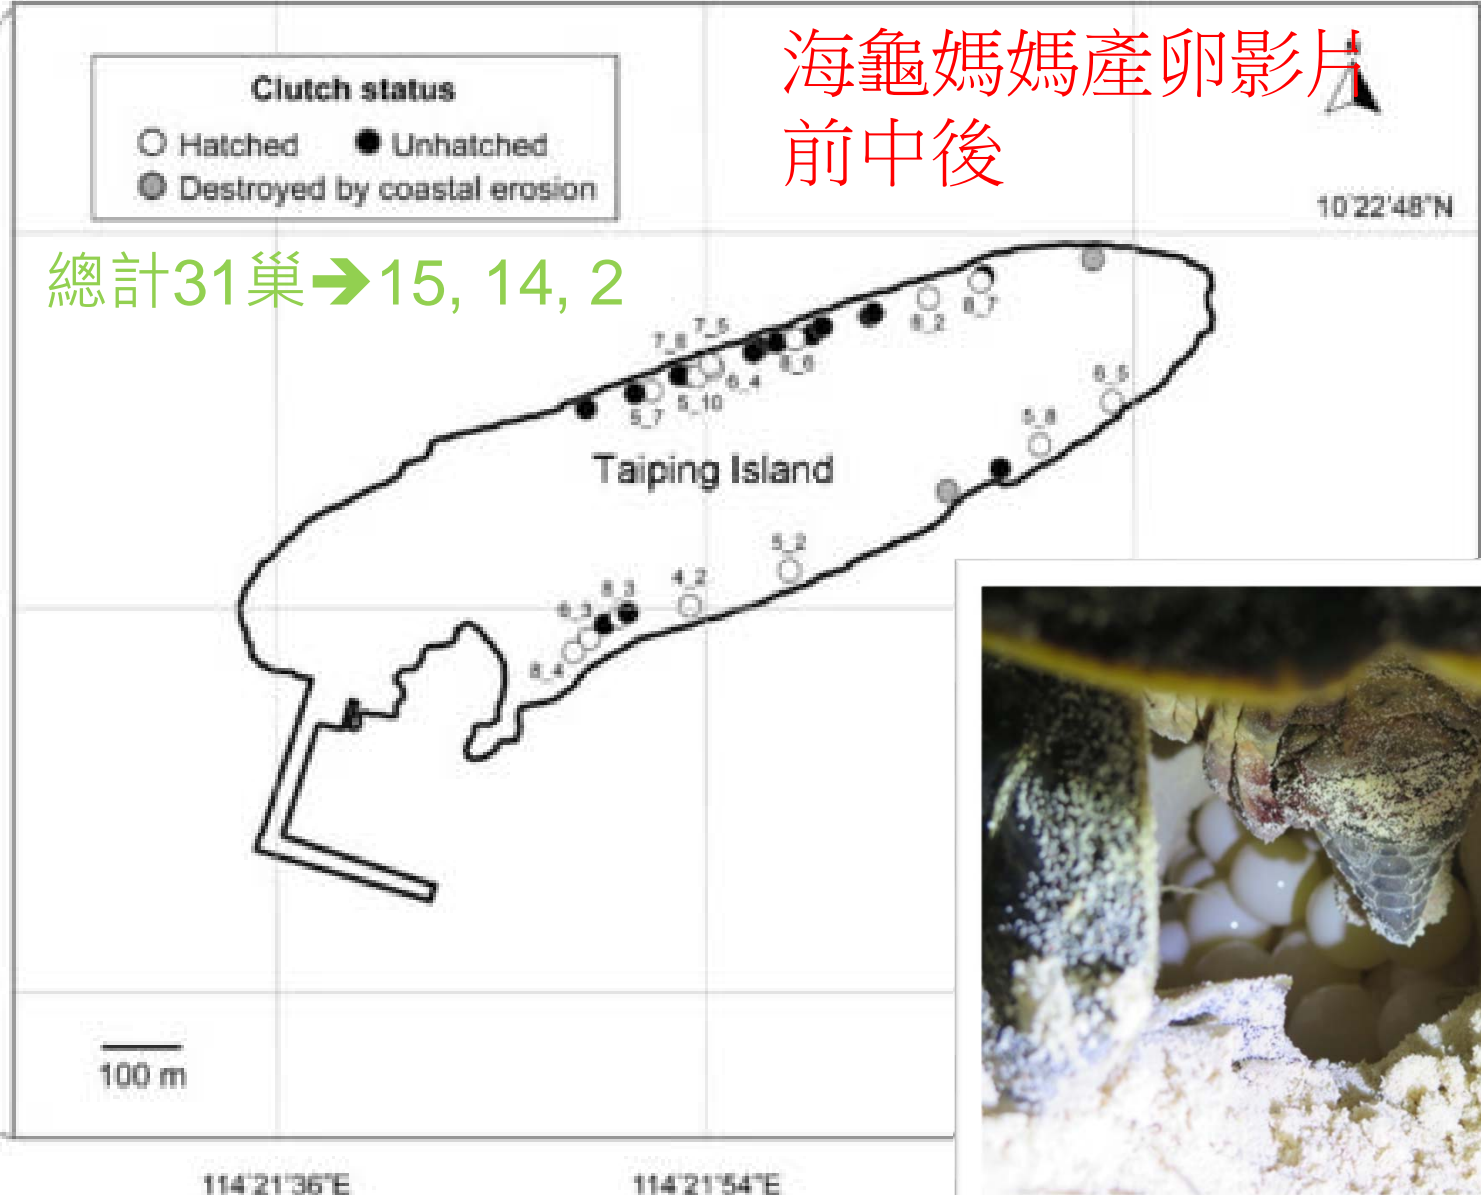 海龜媽媽產卵影片
前中後
Clutch status
Hatched
Unhatched
Destroyed by coastal erosion
10°22'48"N
總計31巢➔15, 14, 2
8_7
8_2
7_5
7_6
8_6
6_4
5_10
5_7
6_5
5_8
Taiping Island
5_2
4_2
8_3
6_3
8_4
100 m
114°21'36"E
114°21'54"E